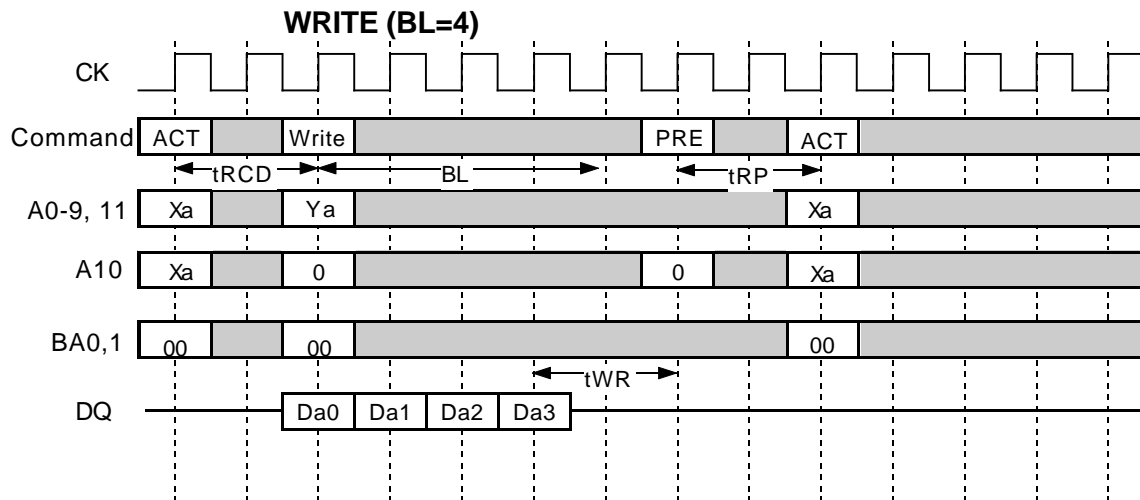 WRITE (BL=4)
CK
Command ACT Write PRE ACT
tRCD BL tRP
A0-9, 11 Xa Ya Xa
A10 Xa 0 0 Xa
BA0,1 00 00 00
tWR
DQ Da0 Da1 Da2 Da3